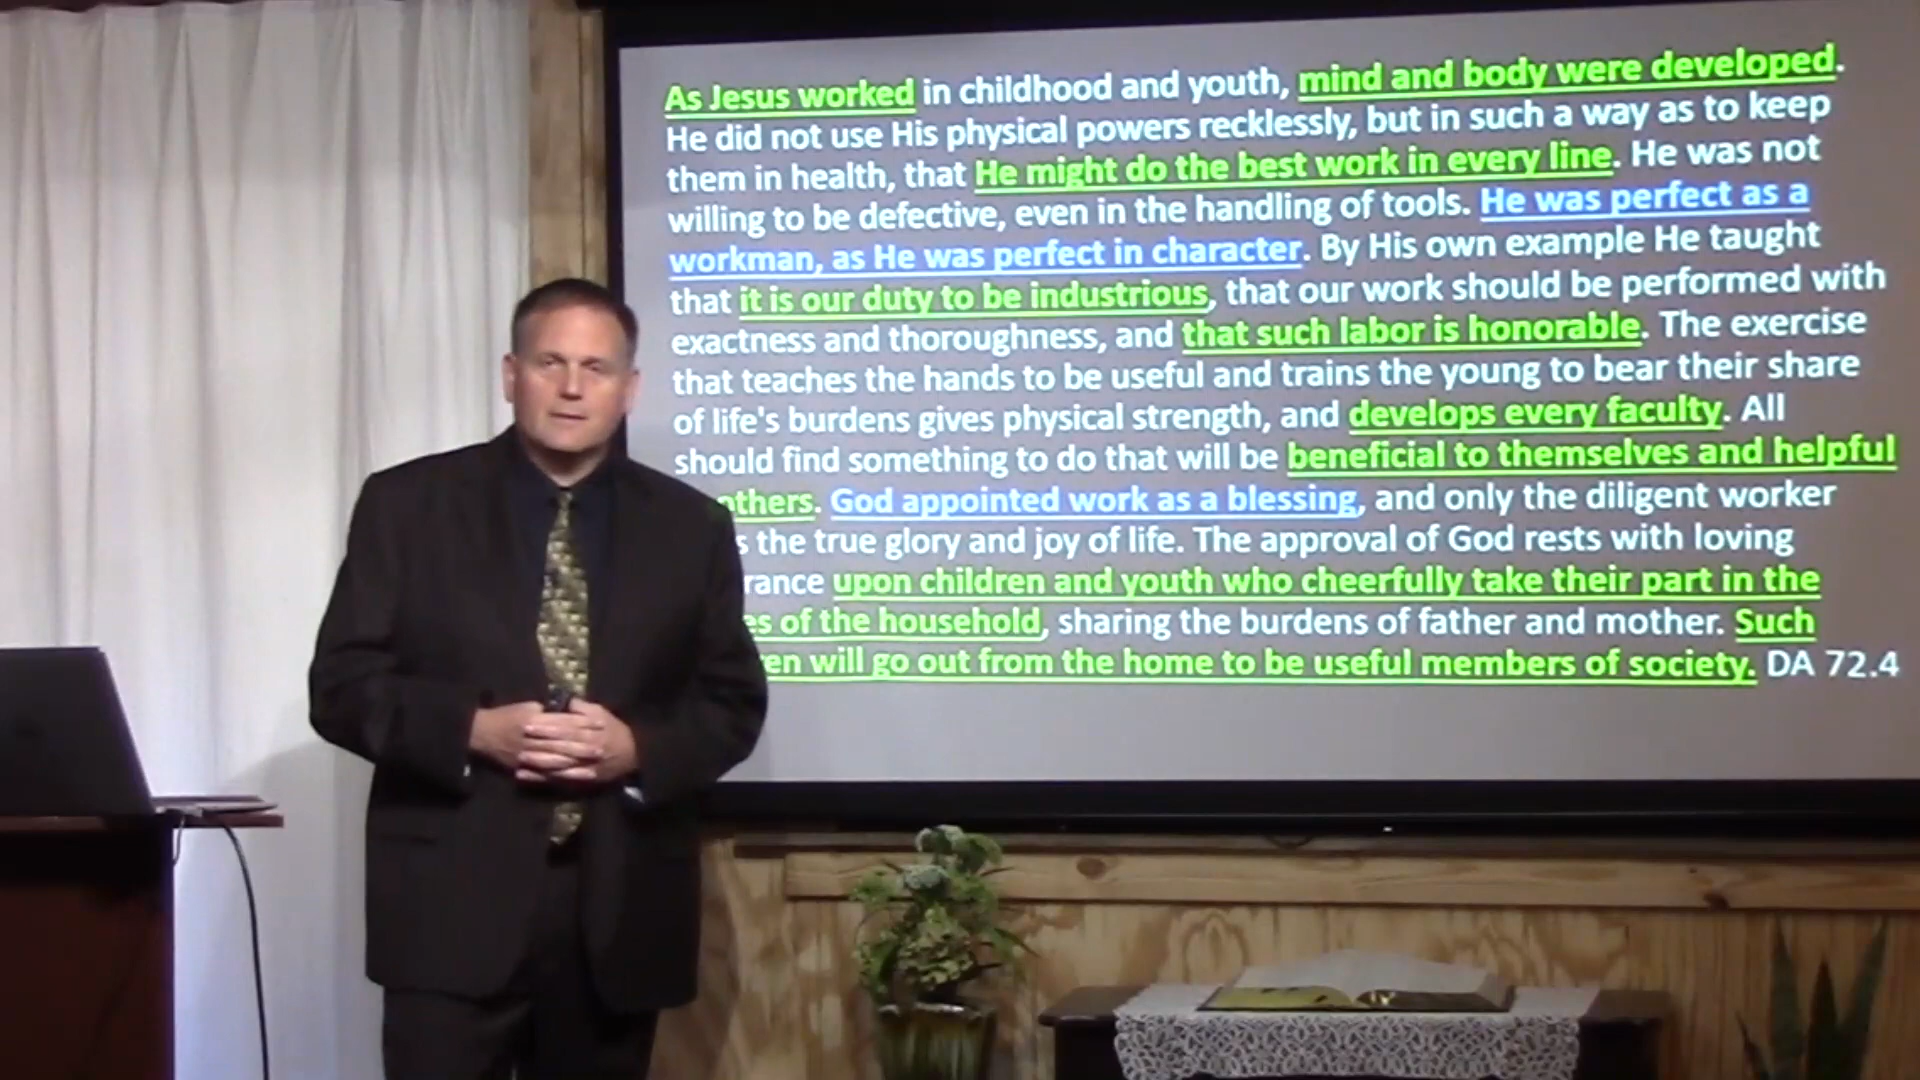 As Jesus worked in childhood and youth, mind and body were developed.
He did not use His physical powers recklessly, but in such a way as to keep
them in health, that He might do the best work in every line. He was not
willing to be defective, even in the handling of tools. He was perfect as a
workman, as He was perfect in character. By His own example He taught
that it is our duty to be industrious, that our work should be performed with
exactness and thoroughness, and that such labor is honorable. The exercise
that teaches the hands to be useful and trains the young to bear their share
of life's burdens gives physical strength, and develops every faculty. All
should find something to do that will be beneficial to themselves and helpful
others. God appointed work as a blessing, and only the diligent worker
the true glory and joy of life. The approval of God rests with loving
upon children and youth who cheerfully take their part in the
of the household, sharing the burdens of father and mother. Such
will go out from the home to be useful members of society. DA 72.4